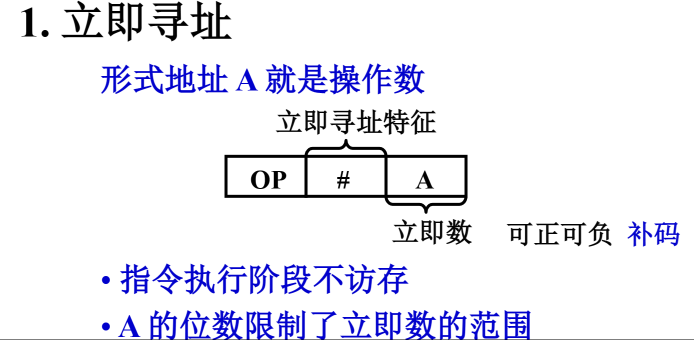 1. 立即寻址
形式地址 A 就是操作数
立即寻址特征
OP # A
立即数 可正可负 补码
• 指令执行阶段不访存
• A 的位数限制了立即数的范围